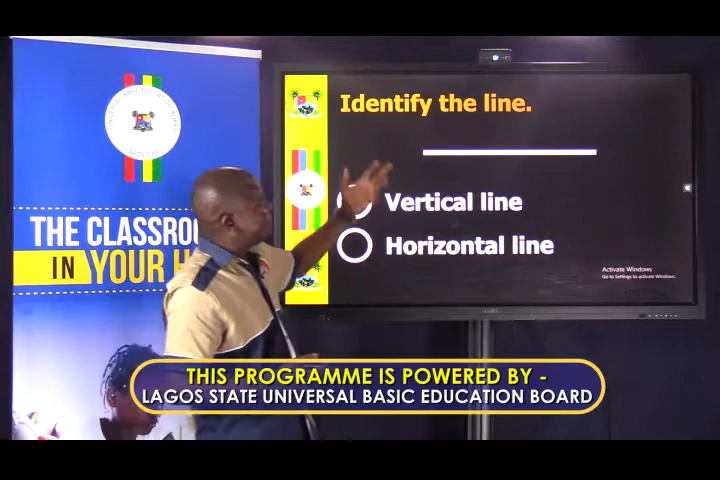 THE CLASSROO
IN YOUR H
Identify the line.
Vertical line
Horizontal line
Activate Windows
Go to Settings to activate Windows.
THIS PROGRAMME IS POWERED BY -
LAGOS STATE UNIVERSAL BASIC EDUCATION BOARD